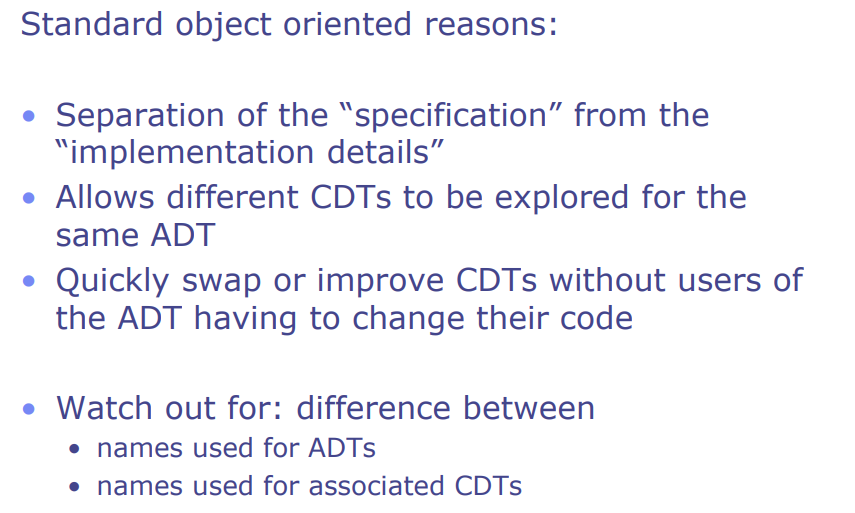 Standard object oriented reasons:
• Separation of the “specification” from the
“implementation details”
• Allows different CDTs to be explored for the
same ADT
• Quickly swap or improve CDTs without users of
the ADT having to change their code
• Watch out for: difference between
• names used for ADTs
• names used for associated CDTs